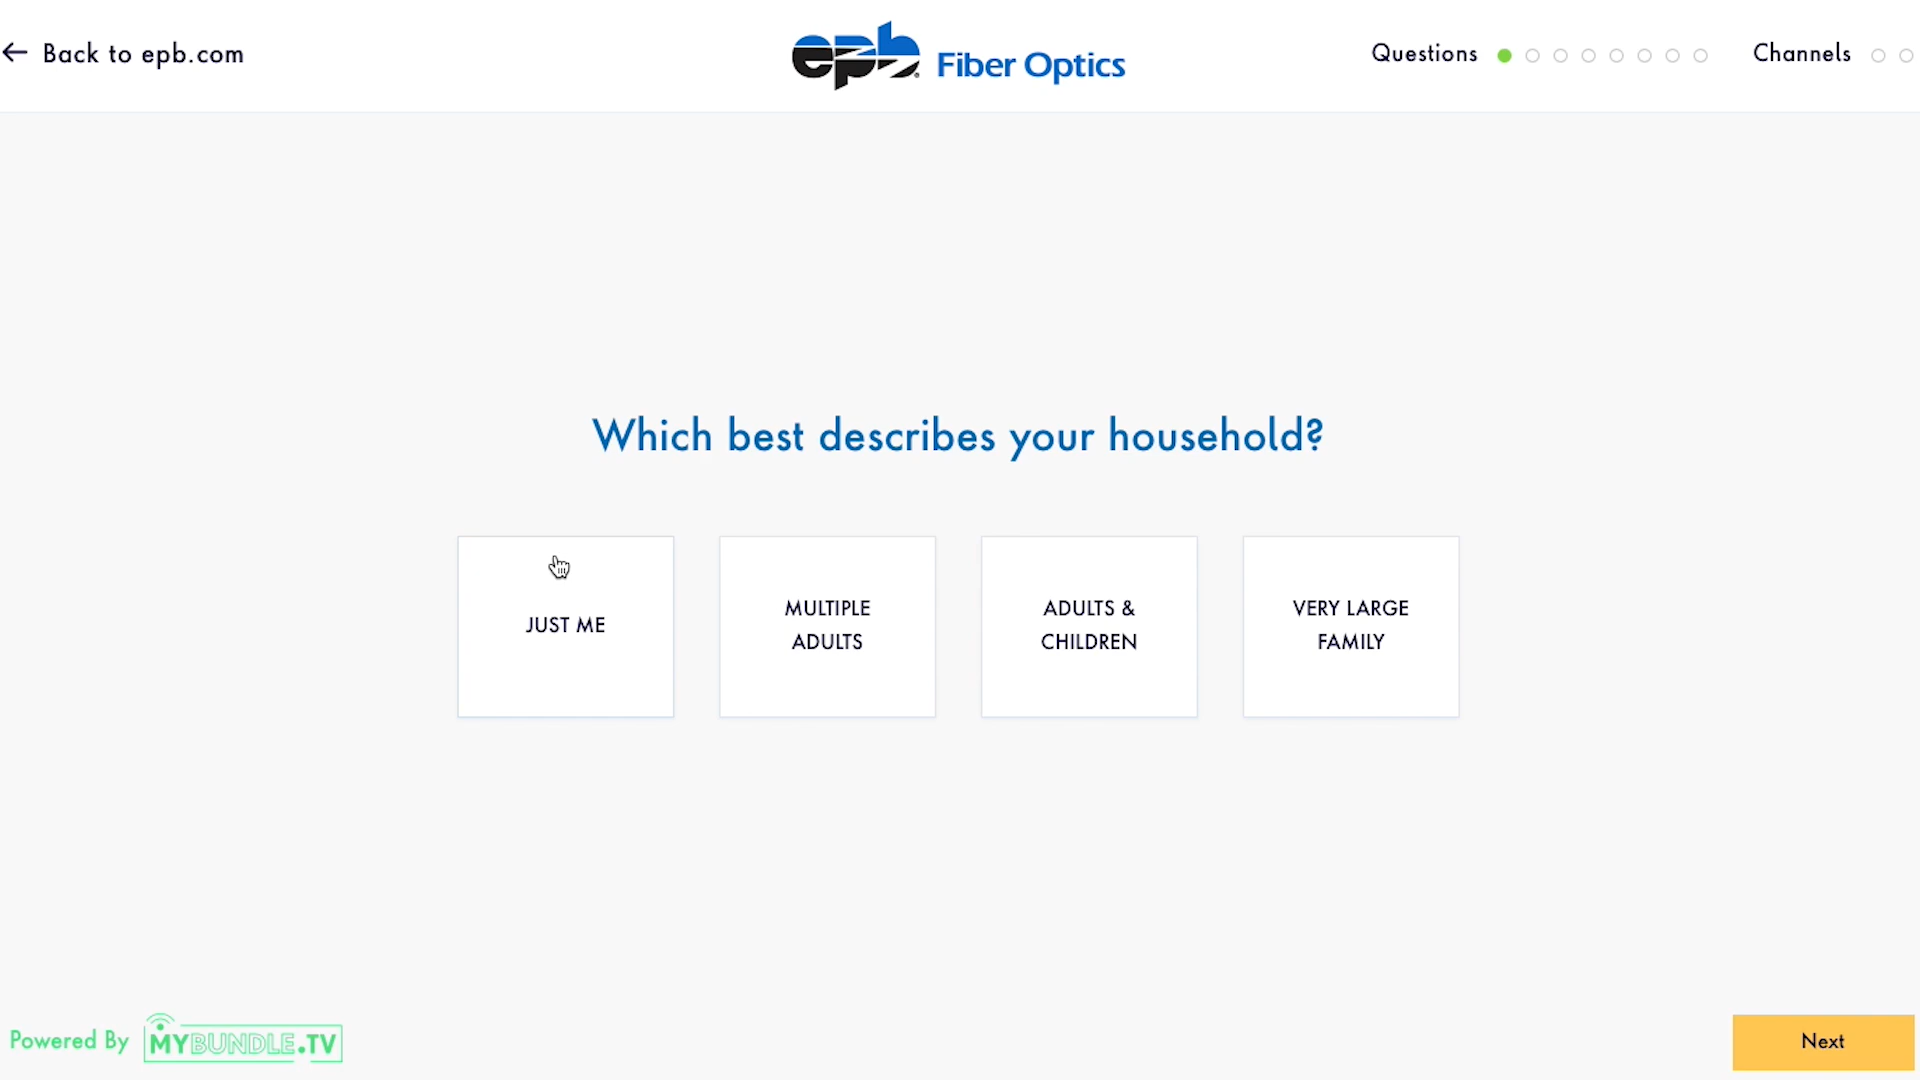 Back to epb.com
epb Fiber Optics
Questions
Channels
Which best describes your household?
JUST ME
MULTIPLE
ADULTS
ADULTS &
CHILDREN
VERY LARGE
FAMILY
Powered By MYBUNDLE.TV
Next